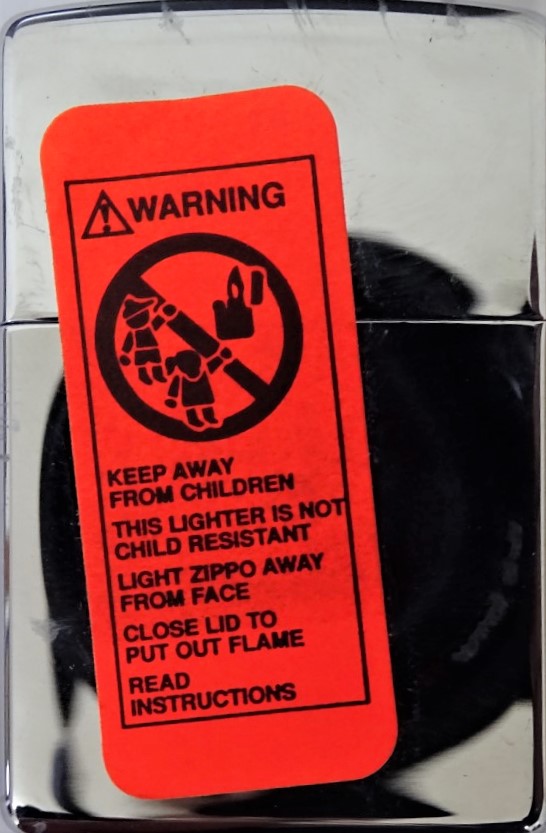 WARNING
KEEP AWAY
FROM CHILDREN
THIS LIGHTER IS NOT
CHILD RESISTANT
LIGHT ZIPPO AWAY
FROM FACE
CLOSE LID TO
PUT OUT FLAME
READ
INSTRUCTIONS